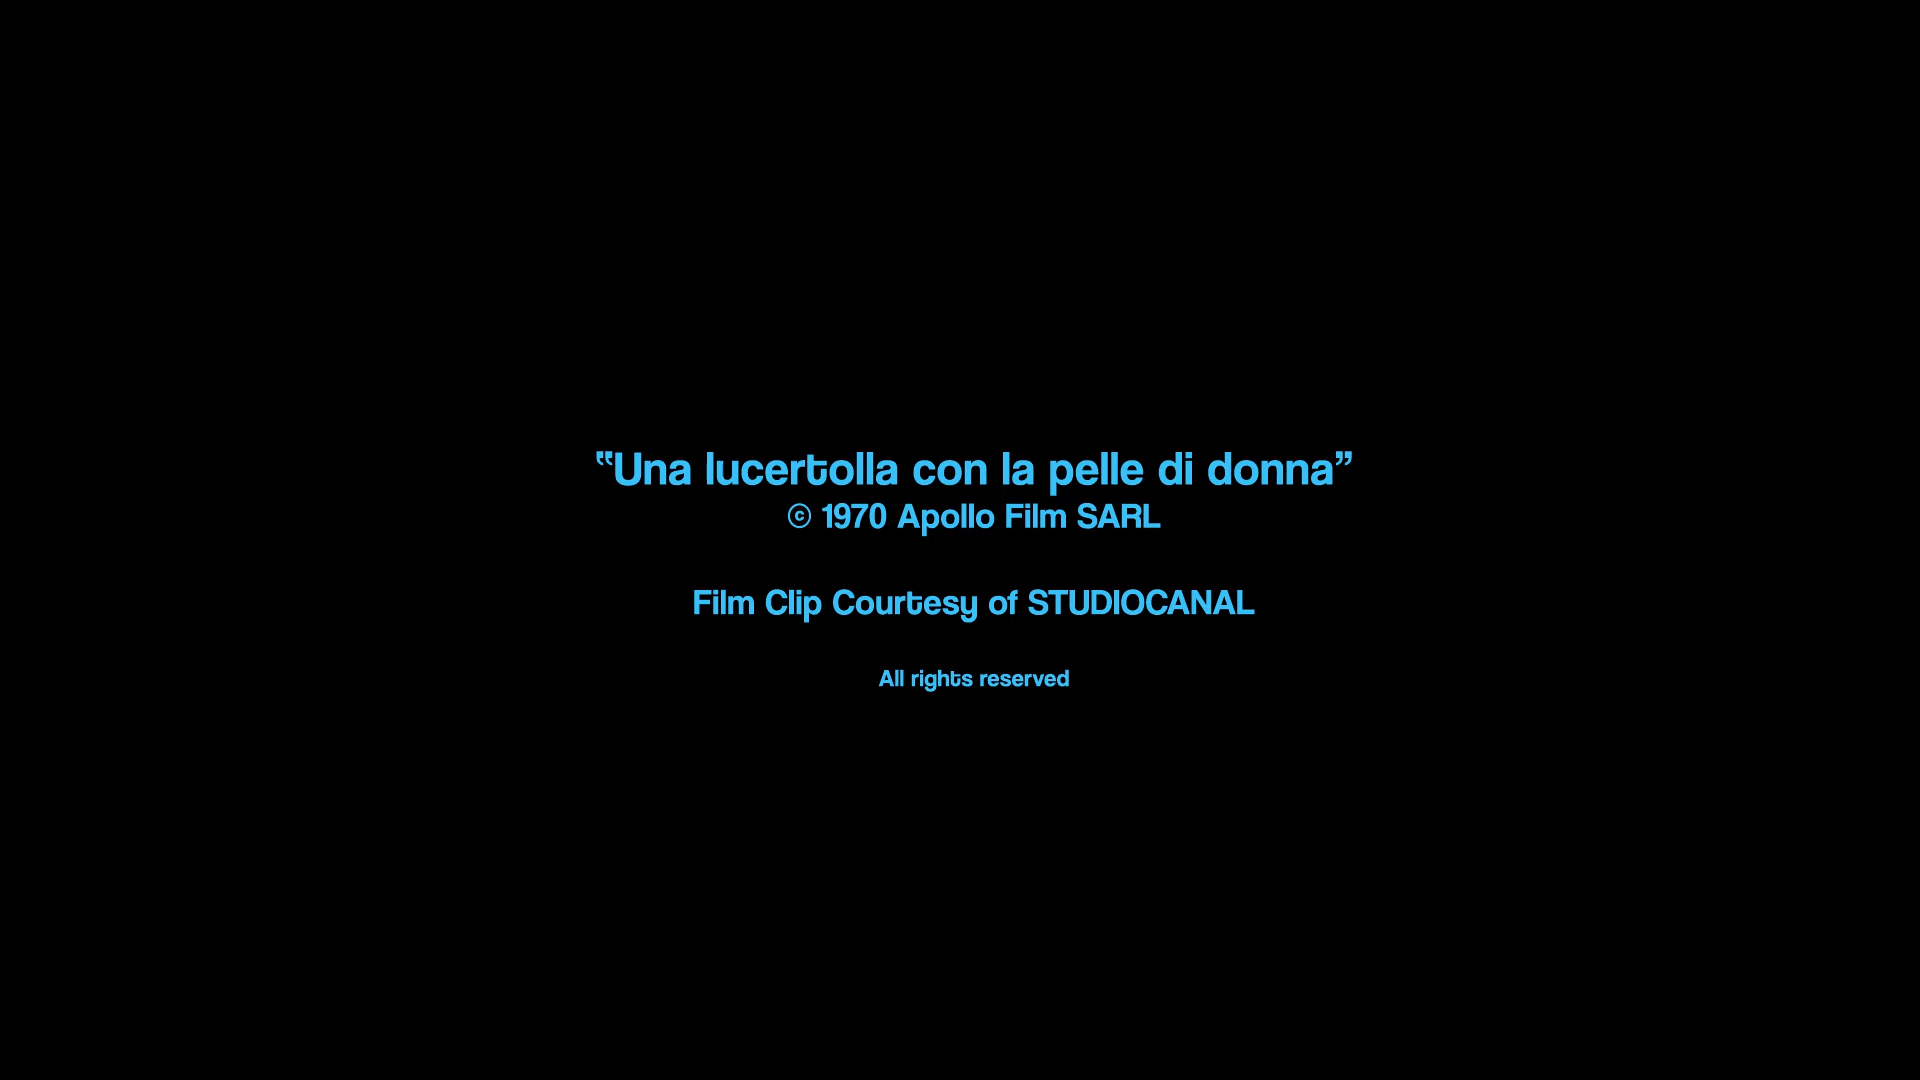 “Una lucertolla con la pelle di donna”
© 1970 Apollo Film SARL
Film Clip Courtesy of STUDIOCANAL
All rights reserved